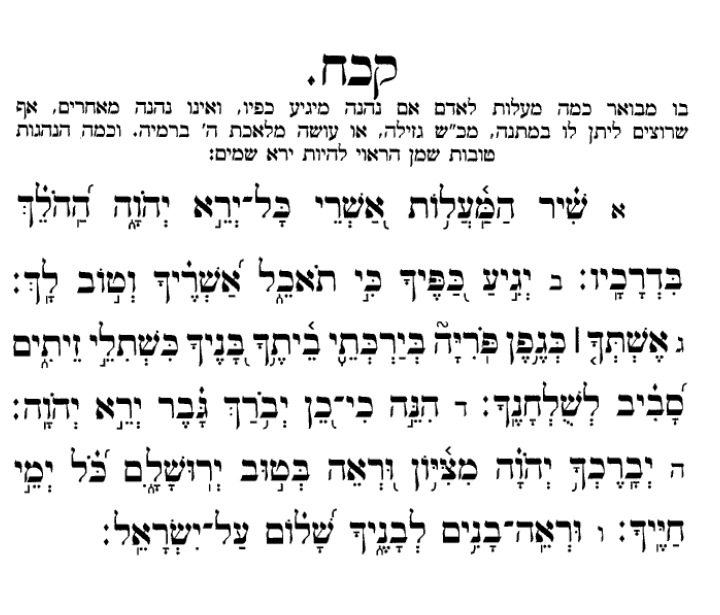 קכח.
בו מבואר כמה מעלות לאדם אם נהנה מיגיע כפיו, ואינו נהנה מאחרים, אף
שרוצים ליתן לו במתנה, מכ״ש גזילה, או עושה מלאכת ה׳ ברמיה. וכמה הנהגות
טובות שמן הראוי להיות ירא שמים:
א שִׁ֗יר הַֽמַּ֫עֲל֥וֹת אַ֭שְׁרֵי כָּל־יְרֵ֣א יְהֹוָ֑ה הַ֝הֹלֵ֗ךְ
בִּדְרָכָֽיו׃ ב יְגִ֣יעַ כַּ֭פֶּיךָ כִּ֣י תֹאכֵ֑ל אַ֝שְׁרֶ֗יךָ וְט֣וֹב לָֽךְ׃
ג אֶשְׁתְּךָ֤ ׀ כְּגֶ֥פֶן פֹּרִיָּה֮ בְּיַרְכְּתֵ֢י בֵ֫יתֶ֥ךָ בָּ֭נֶיךָ כִּשְׁתִלֵ֣י זֵיתִ֑ים
סָ֝בִ֗יב לְשֻׁלְחָנֶֽךָ׃ ד הִנֵּ֣ה כִי־כֵ֭ן יְבֹ֥רַךְ גָּ֗בֶר יְרֵ֣א יְהֹוָֽה׃
ה יְבָרֶכְךָ֥ יְהֹוָ֗ה מִצִּ֫יּ֥וֹן וּ֭רְאֵה בְּט֣וּב יְרֽוּשָׁלָ֑͏ִם כֹּ֝֗ל יְמֵ֣י
חַיֶּֽיךָ׃ ו וּרְאֵֽה־בָנִ֥ים לְבָנֶ֑יךָ שָׁ֝ל֗וֹם עַל־יִשְׂרָאֵֽל׃